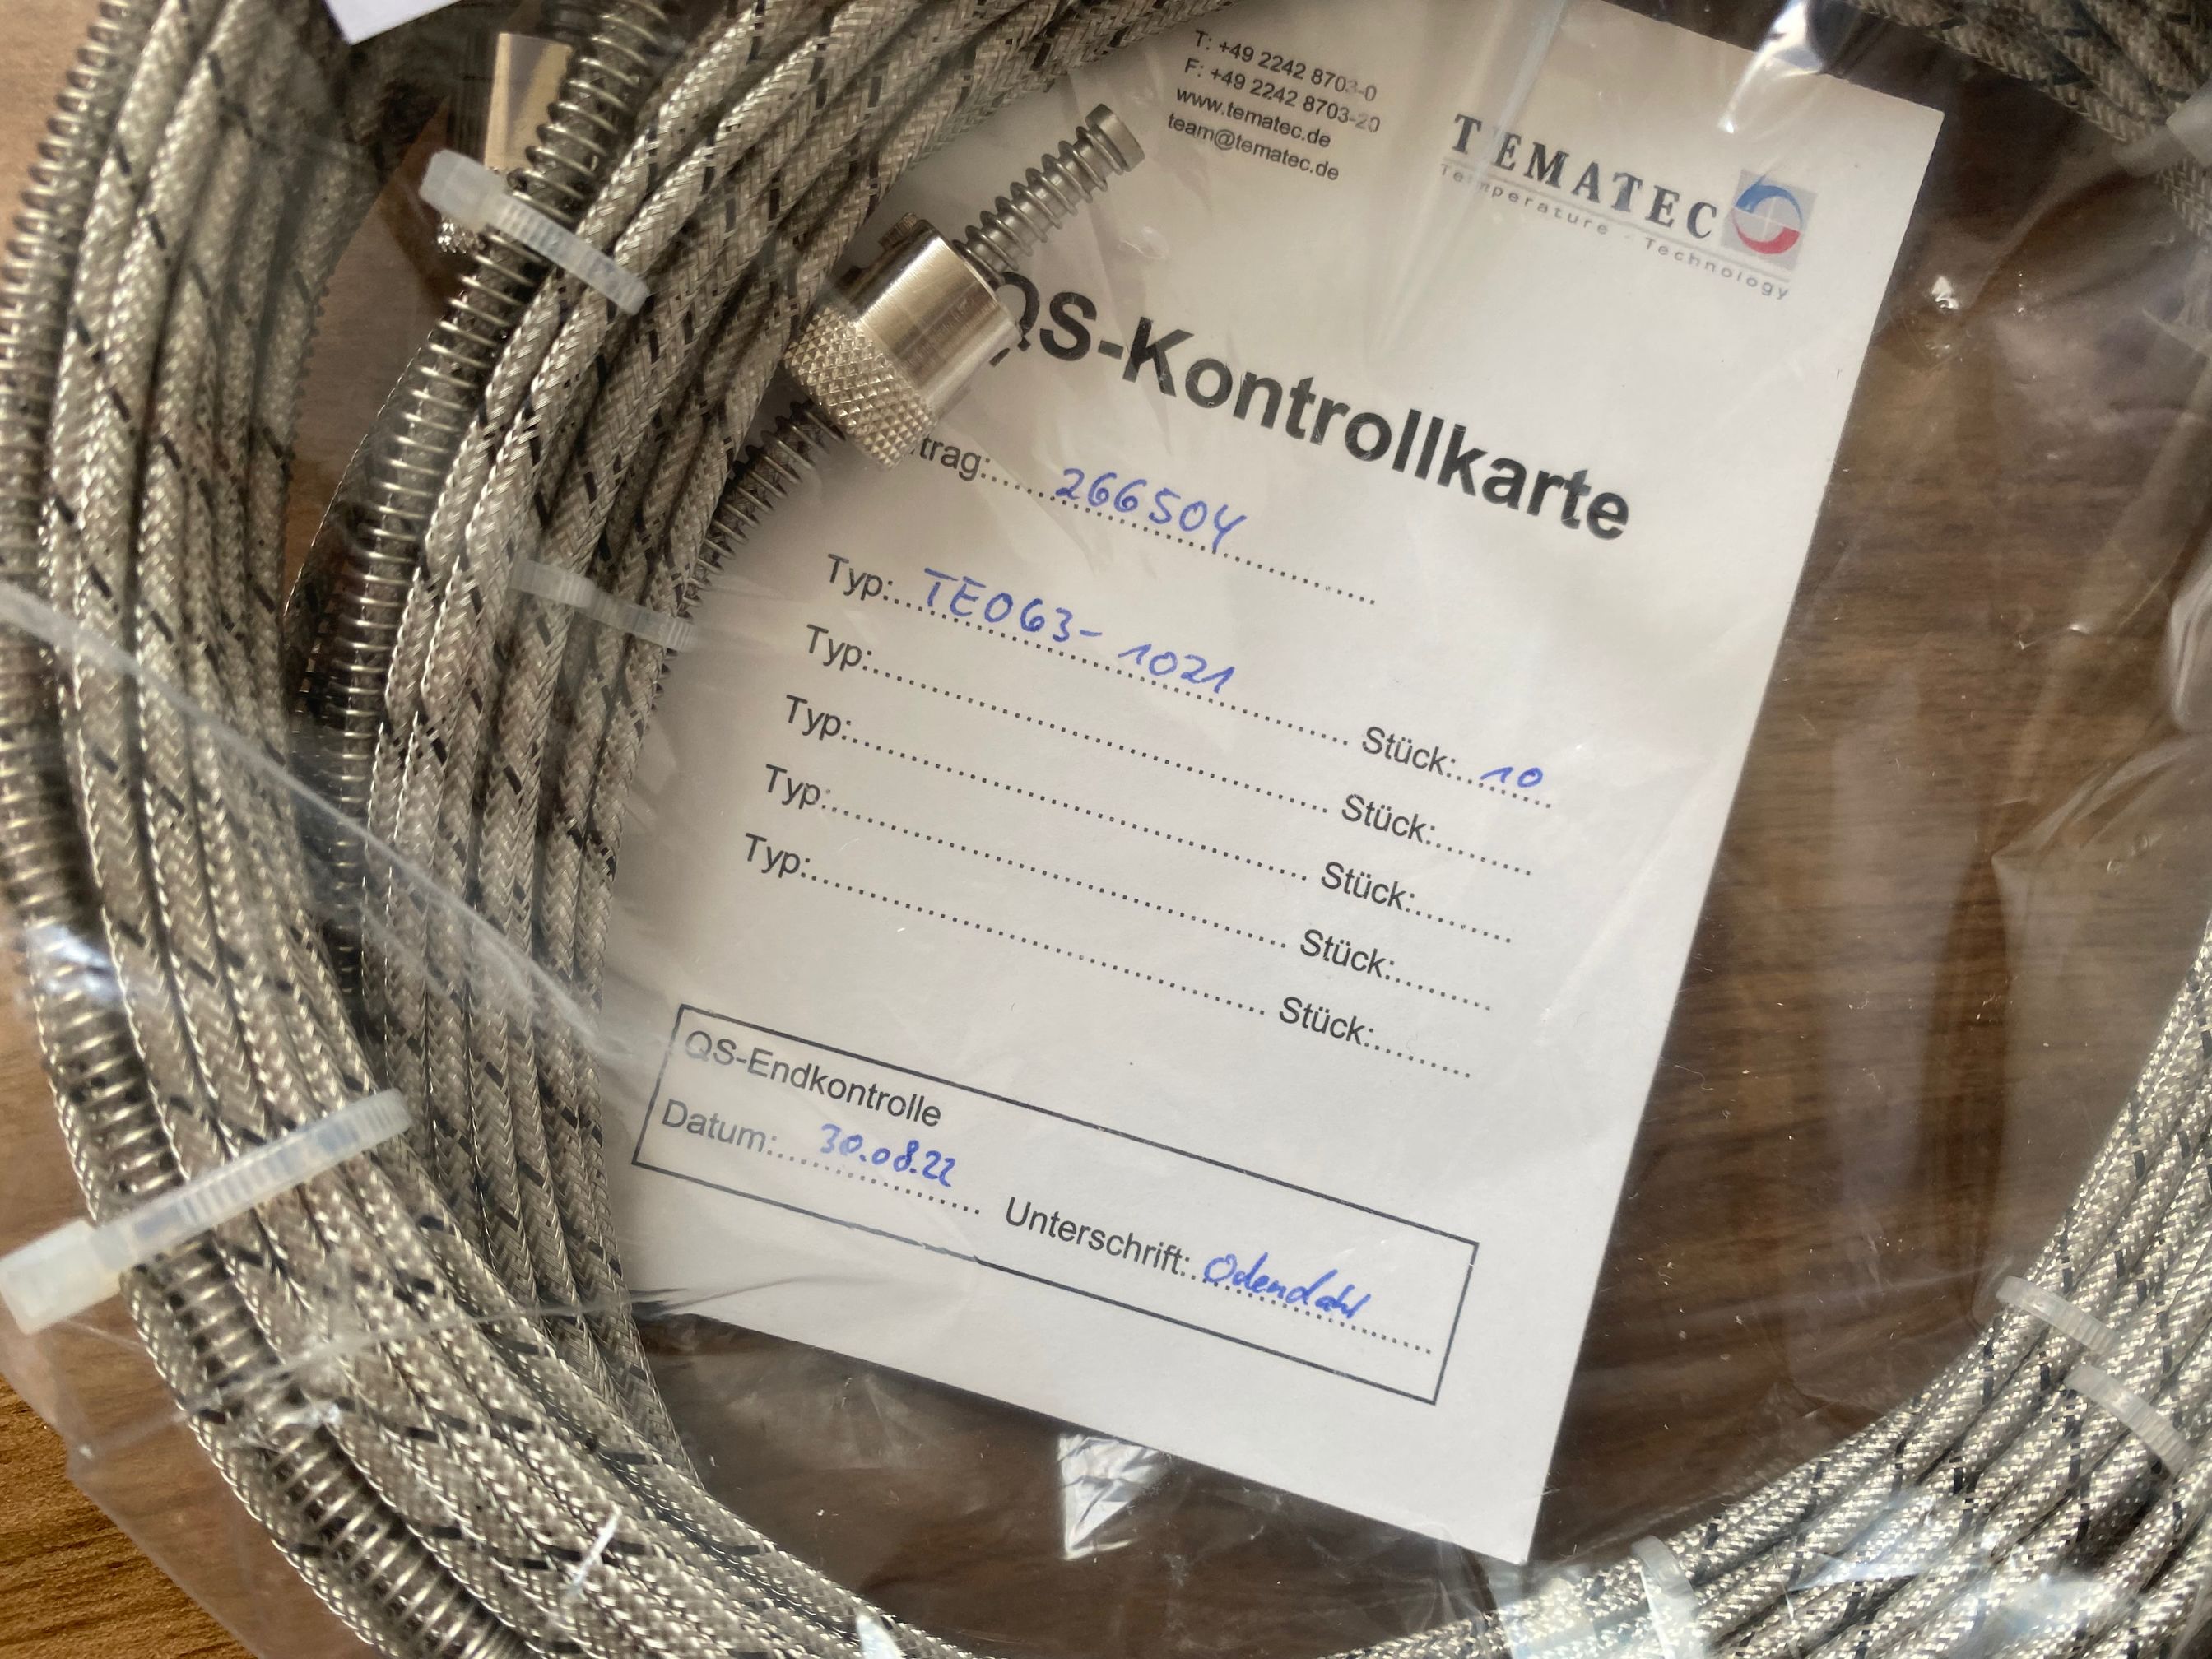 T: +49 2242 8703-0
F: +49 2242 8703-20
www.tematec.de
team@tematec.de
TEMATEC
Temperature - Technology
QS-Kontrollkarte
trag: 266504
Typ: TE063-1021 Stück: 10
Typ: Stück:
Typ: Stück:
Typ: Stück:
Typ: Stück:
QS-Endkontrolle
Datum: 30.08.22 Unterschrift: Odendahl